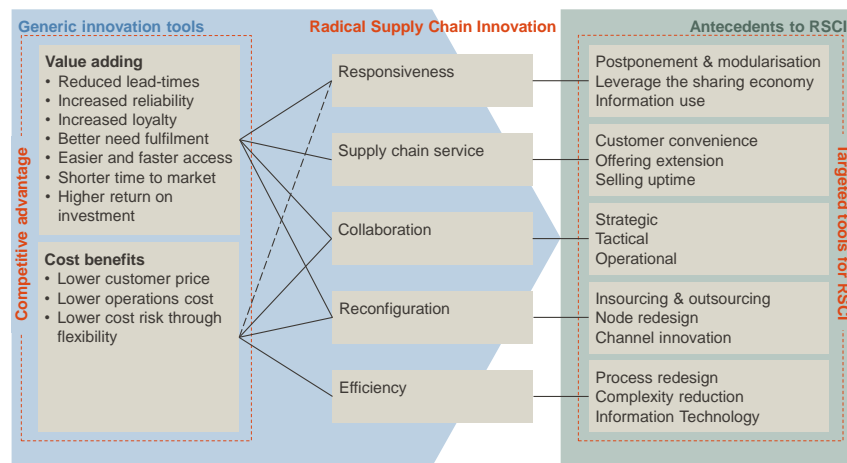 Generic innovation tools
Radical Supply Chain Innovation
Antecedents to RSCI
Competitive advantage
Value adding
• Reduced lead-times
• Increased reliability
• Increased loyalty
• Better need fulfilment
• Easier and faster access
• Shorter time to market
• Higher return on
investment
Cost benefits
• Lower customer price
• Lower operations cost
• Lower cost risk through
flexibility
Responsiveness
Supply chain service
Collaboration
Reconfiguration
Efficiency
Postponement & modularisation
Leverage the sharing economy
Information use
Customer convenience
Offering extension
Selling uptime
Strategic
Tactical
Operational
Insourcing & outsourcing
Node redesign
Channel innovation
Process redesign
Complexity reduction
Information Technology
Targeted tools for RSCI